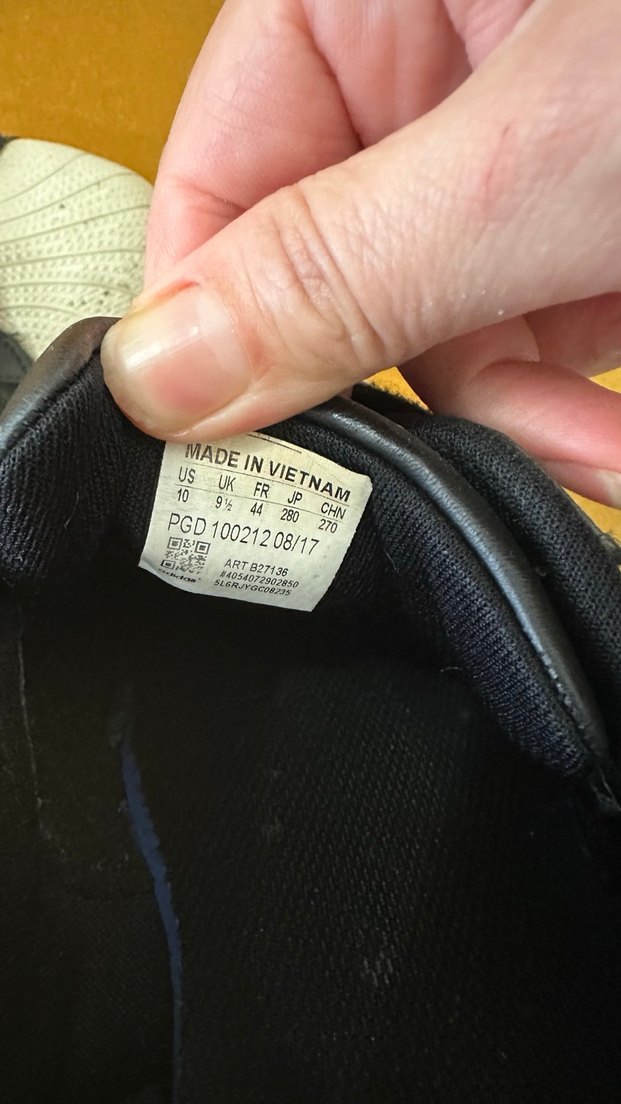 MADE IN VIETNAM
US UK FR JP CHN
10 9½ 44 280 270
PGD 100212 08/17
ART B27136
#4054072902850
5L6RJYGC08235
adidas